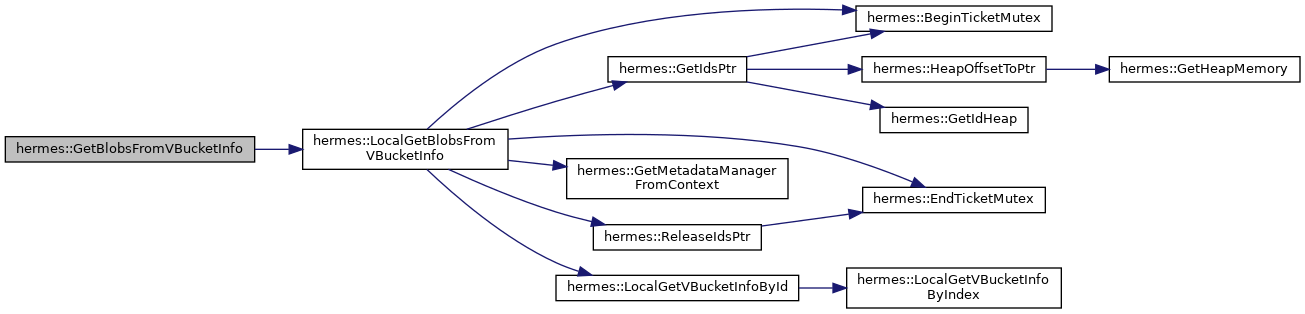 hermes::GetBlobsFromVBucketInfo
hermes::LocalGetBlobsFrom
VBucketInfo
hermes::BeginTicketMutex
hermes::GetIdsPtr
hermes::HeapOffsetToPtr
hermes::GetHeapMemory
hermes::GetIdHeap
hermes::GetMetadataManager
FromContext
hermes::EndTicketMutex
hermes::ReleaseIdsPtr
hermes::LocalGetVBucketInfoById
hermes::LocalGetVBucketInfo
ByIndex